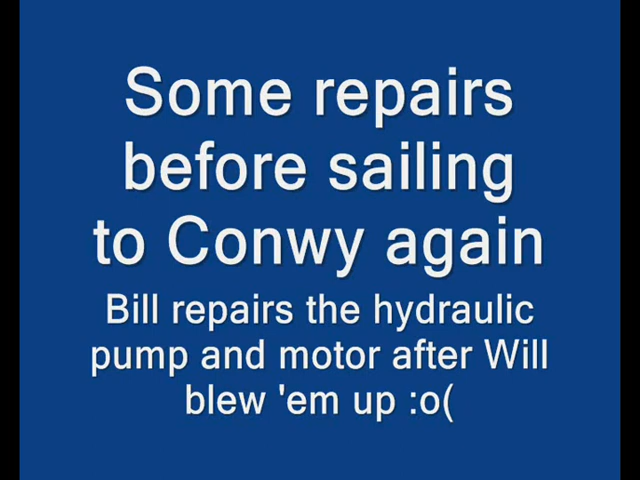 Some repairs
before sailing
to Conwy again
Bill repairs the hydraulic
pump and motor after Will
blew 'em up :o(